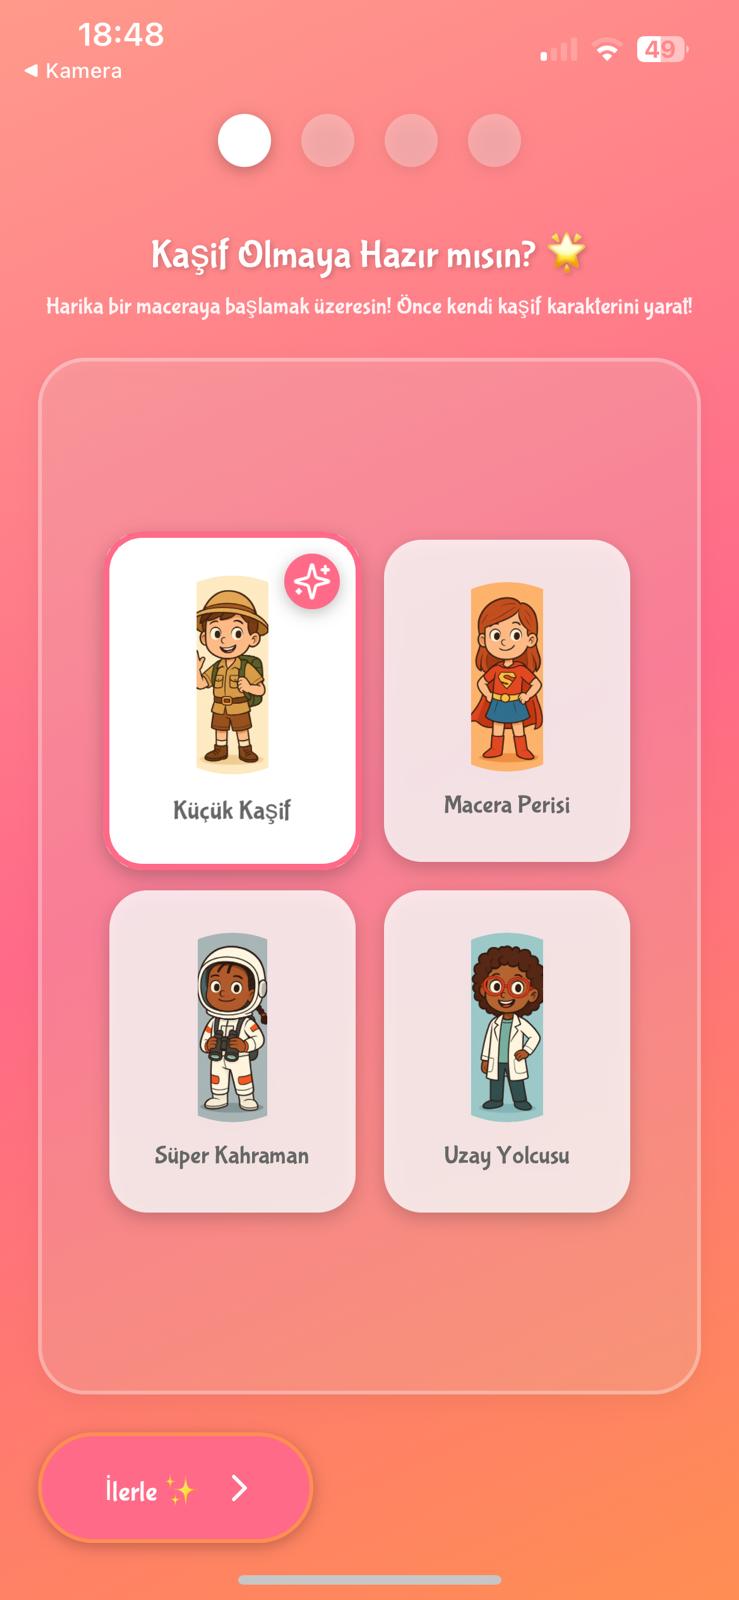 18:48
49
Kamera
Kaşif Olmaya Hazır mısın?
Harika bir maceraya başlamak üzeresin! Önce kendi kaşif karakterini yarat!
S
Küçük Kaşif
Macera Perisi
Süper Kahraman
Uzay Yolcusu
İlerle